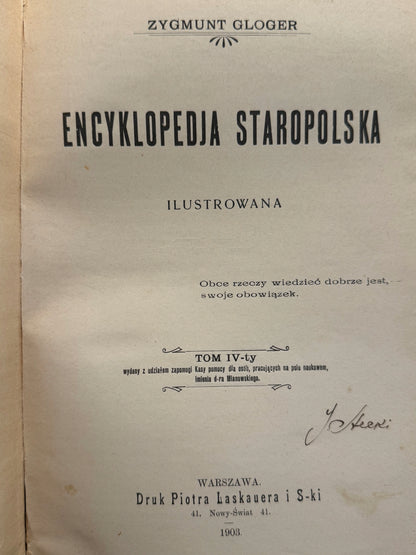 ZYGMUNT GLOGER
ENCYKLOPEDJA STAROPOLSKA
ILUSTROWANA
Obce rzeczy wiedzieć dobrze jest, –
swoje obowiązek.
TOM IV-ty
wydany z udziałem zapomogi Kasy pomocy dla osób, pracujących na polu naukowem,
imienia d-ra Mianowskiego.
WARSZAWA.
Druk Piotra Laskauera i S-ki
41. Nowy-Świat 41.
1903.